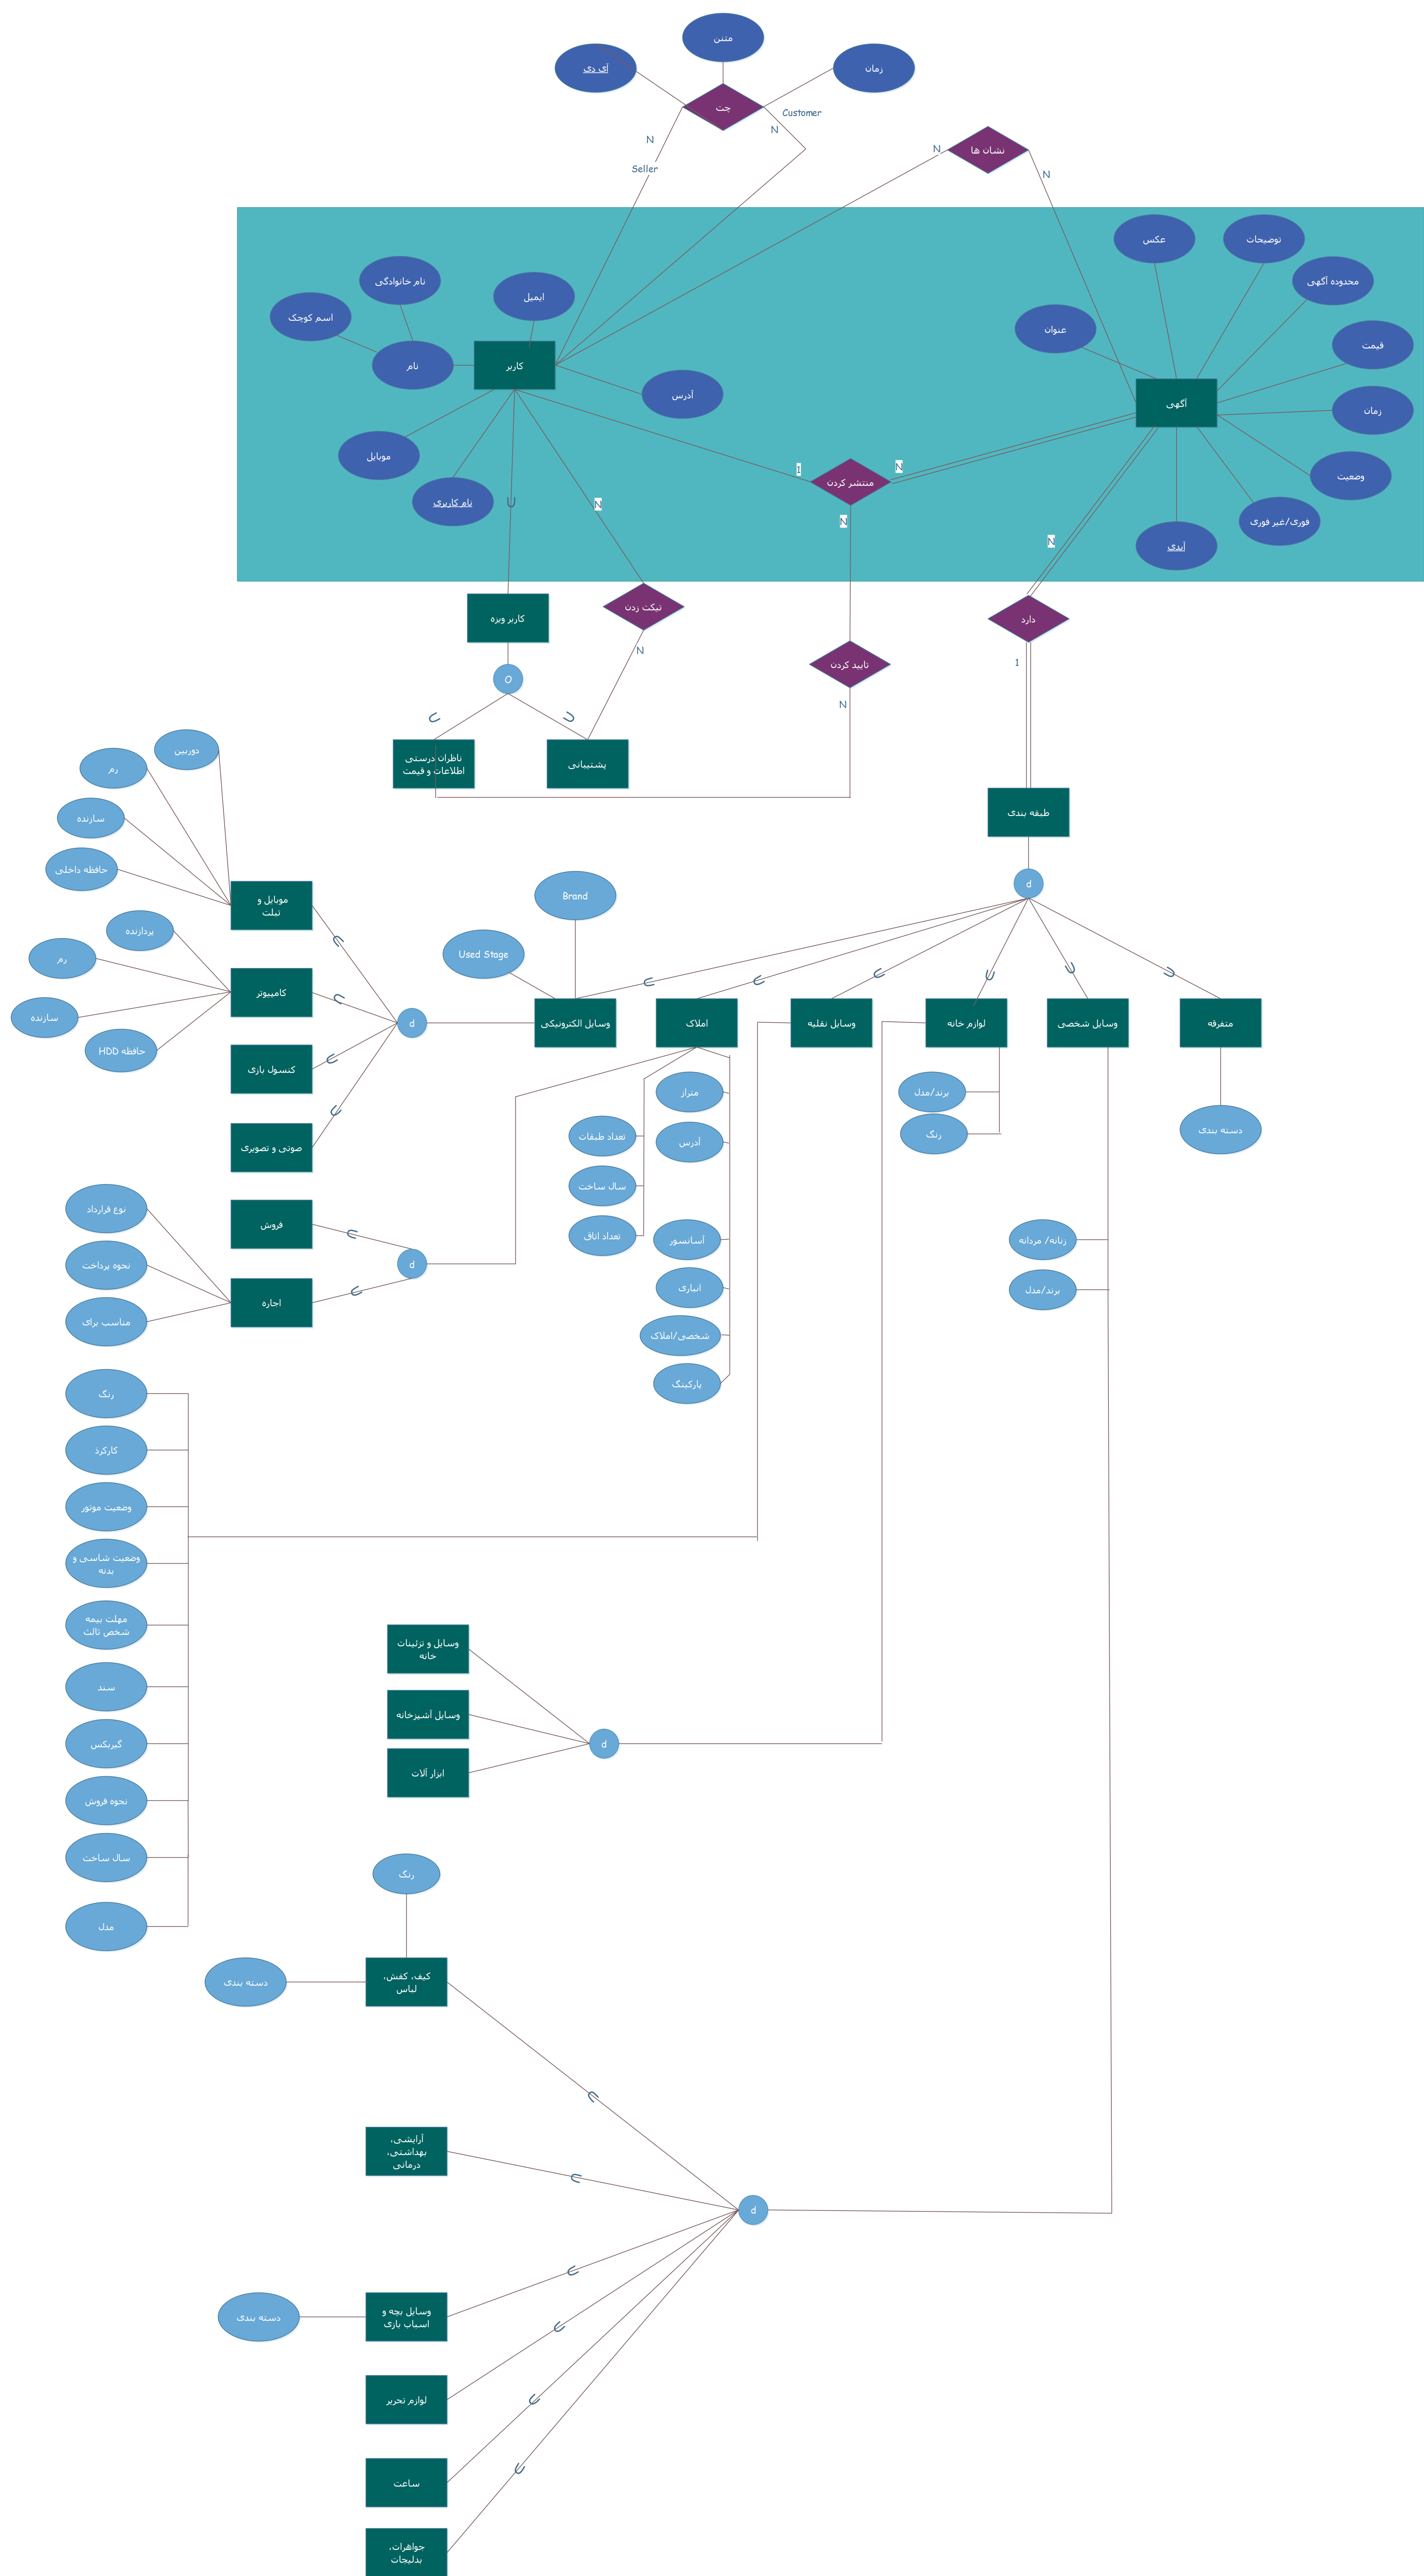 متنن
آی دی
زمان
چت
Customer
N
N
Seller
نشان ها
N
N
عکس
توضیحات
محدوده آگهی
عنوان
قیمت
آگهی
زمان
وضعیت
فوری/غیر فوری
آیدی
نام خانوادگی
ایمیل
اسم کوچک
نام
کاربر
آدرس
موبایل
نام کاربری
U
N
1
منتشر کردن
N
N
N
کاربر ویزه
تیکت زدن
دارد
O
N
تایید کردن
1
N
U
U
ناظران درستی
اطلاعات و قیمت
پشتیبانی
طبقه بندی
d
دوربین
رم
سازنده
حافظه داخلی
موبایل و
تبلت
پردازنده
رم
سازنده
حافظه HDD
کامپیوتر
کنسول بازی
صوتی و تصویری
U
U
U
U
d
Brand
Used Stage
U
U
U
U
U
U
وسایل الکترونیکی
املاک
وسایل نقلیه
لوازم خانه
وسایل شخصی
متفرقه
متراژ
آدرس
آسانسور
انباری
شخصی/املاک
پارکینگ
تعداد طبقات
سال ساخت
تعداد اتاق
برند/مدل
رنگ
دسته بندی
زنانه/ مردانه
برند/مدل
فروش
اجاره
U
U
d
نوع قرارداد
نحوه پرداخت
مناسب برای
رنگ
کارکرذ
وضعیت موتور
وضعیت شاسی و
بدنه
مهلت بیمه
شخص ثالث
سند
گیربکس
نحوه فروش
سال ساخت
مدل
وسایل و تزئینات
خانه
وسایل آشپزخانه
ابزار آلات
d
رنگ
دسته بندی
کیف، کفش،
لباس
U
آرایشی،
بهداشتی،
درمانی
U
d
U
دسته بندی
وسایل بچه و
اسباب بازی
U
لوازم تحریر
U
ساعت
U
جواهرات،
بدلیجات